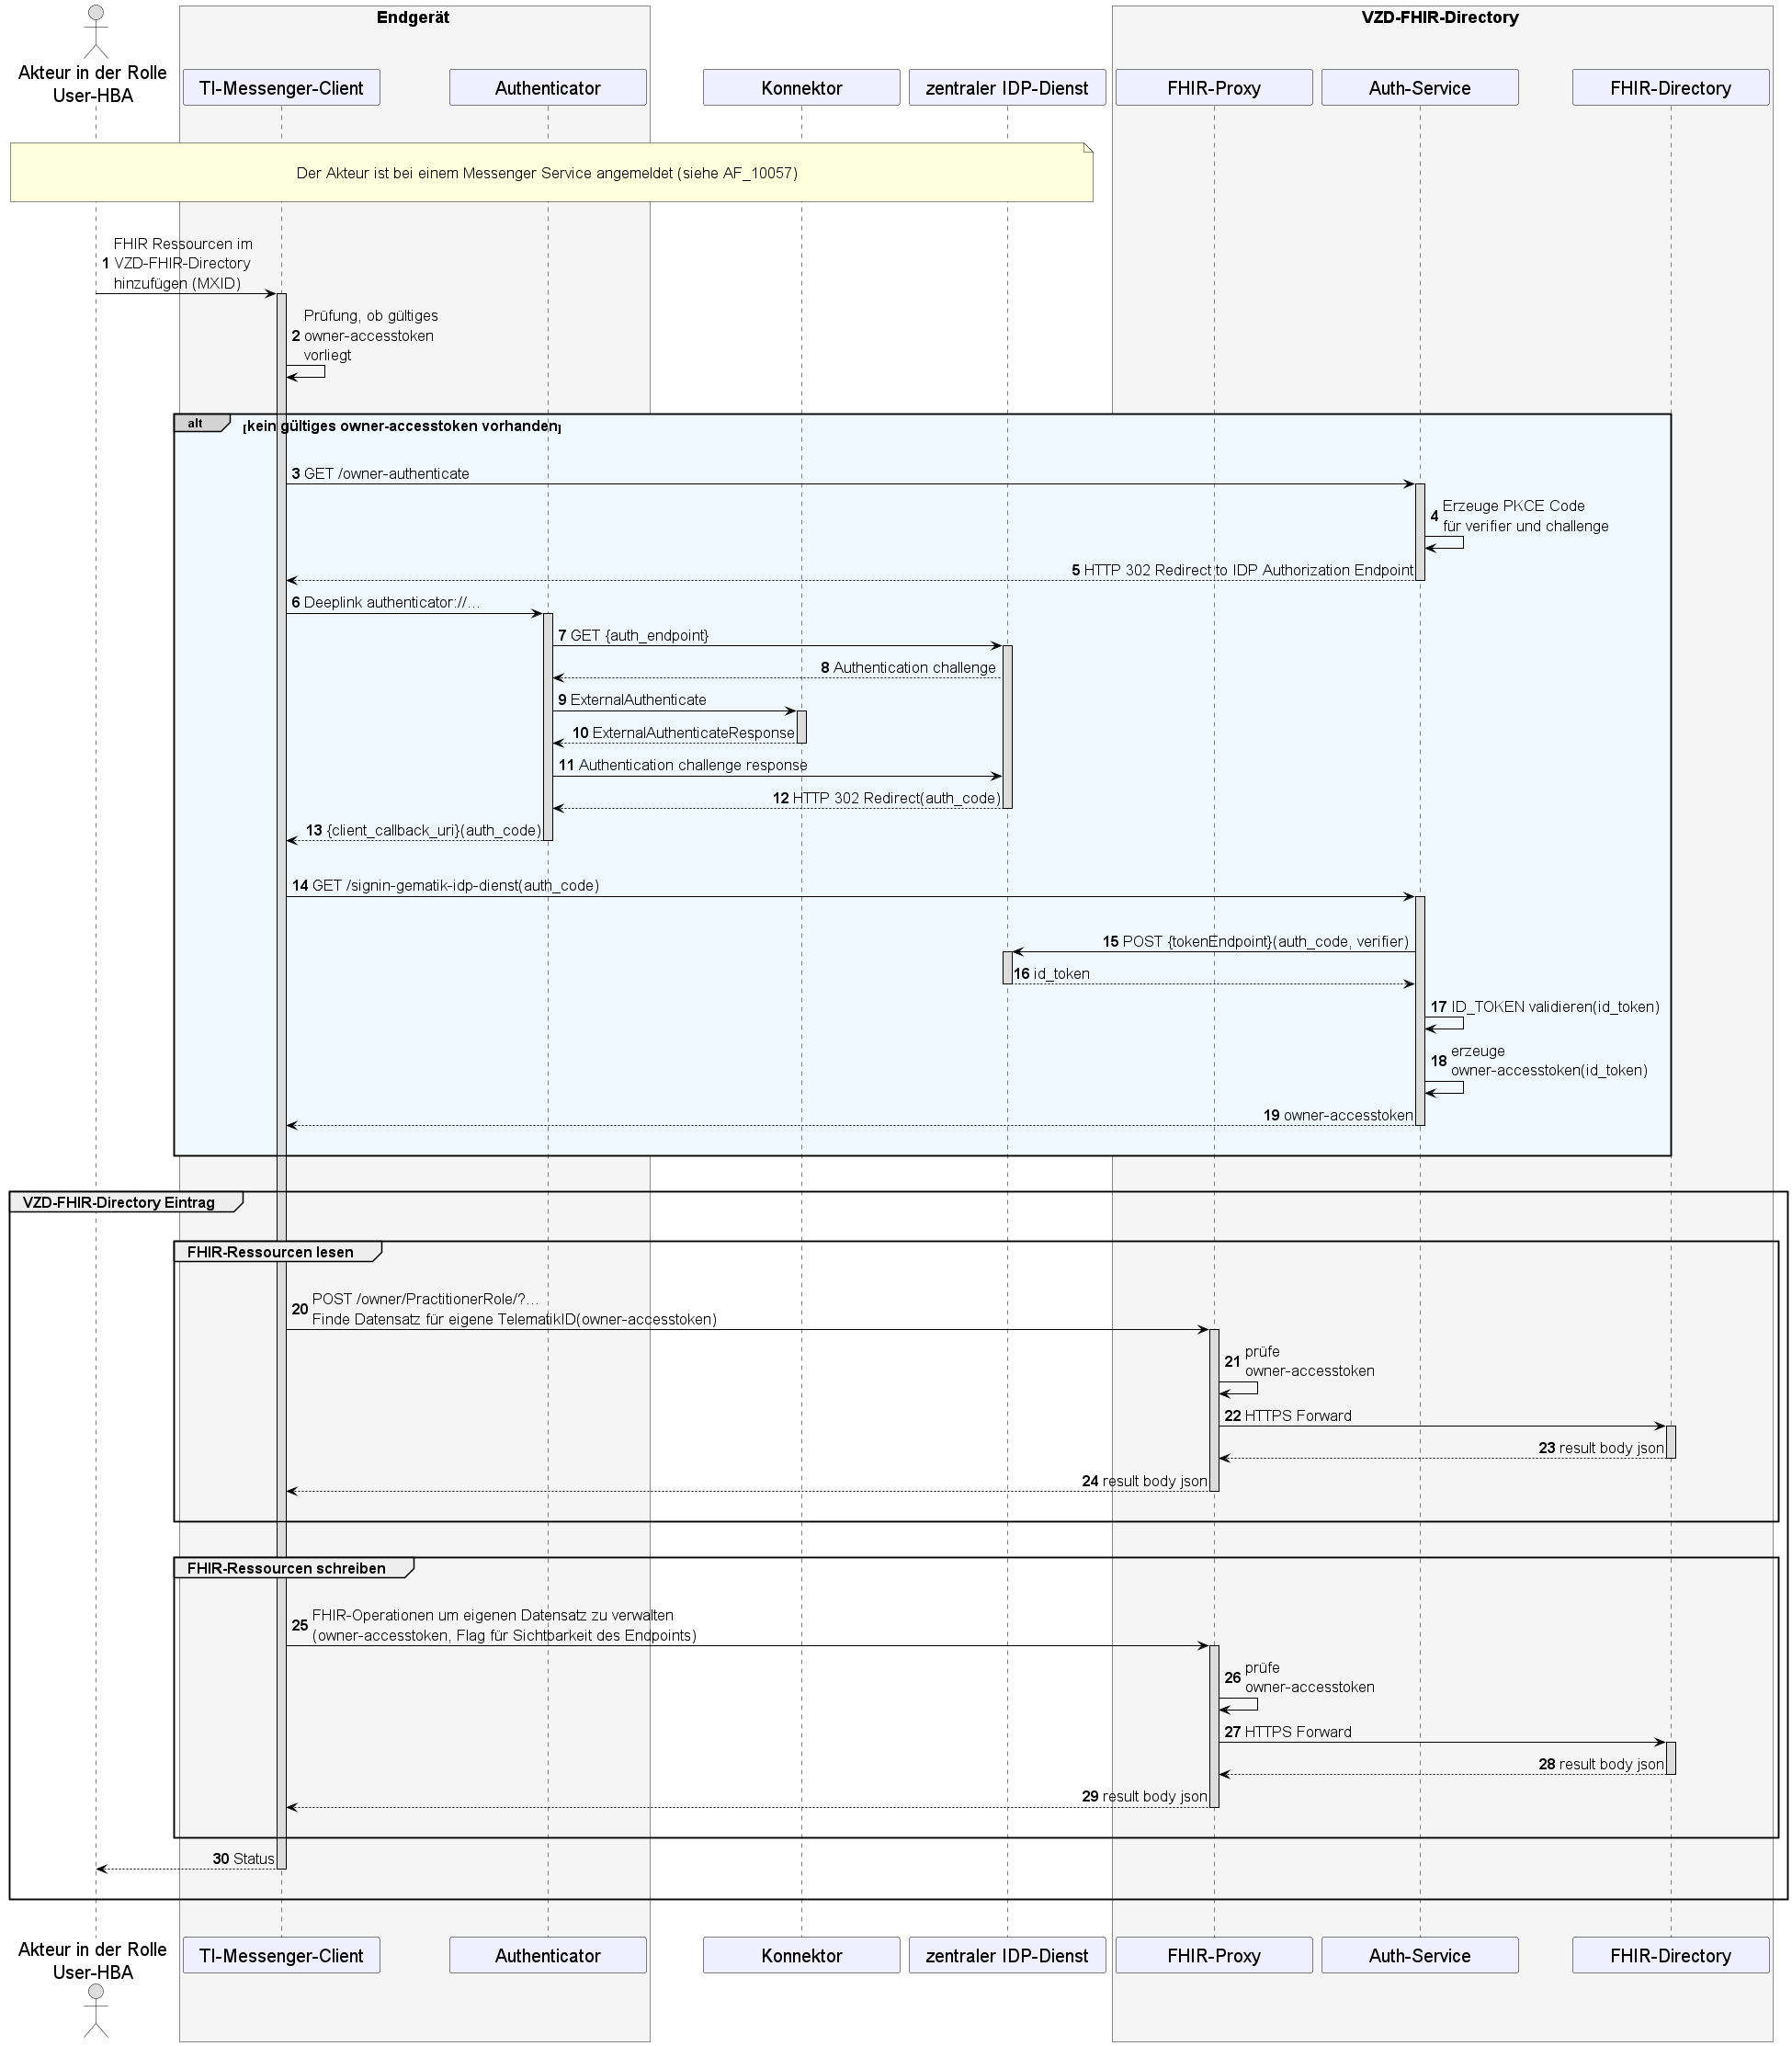 Endgerät
VZD-FHIR-Directory
Akteur in der Rolle
User-HBA
TI-Messenger-Client
Authenticator
Konnektor
zentraler IDP-Dienst
FHIR-Proxy
Auth-Service
FHIR-Directory
Der Akteur ist bei einem Messenger Service angemeldet (siehe AF_10057)
FHIR Ressourcen im
1 VZD-FHIR-Directory
hinzufügen (MXID)
Prüfung, ob gültiges
2 owner-accesstoken
vorliegt
alt [kein gültiges owner-accesstoken vorhanden]
3 GET /owner-authenticate
4 Erzeuge PKCE Code
für verifier und challenge
5 HTTP 302 Redirect to IDP Authorization Endpoint
6 Deeplink authenticator://...
7 GET {auth_endpoint}
8 Authentication challenge
9 ExternalAuthenticate
10 ExternalAuthenticateResponse
11 Authentication challenge response
12 HTTP 302 Redirect(auth_code)
13 {client_callback_uri}(auth_code)
14 GET /signin-gematik-idp-dienst(auth_code)
15 POST {tokenEndpoint}(auth_code, verifier)
16 id_token
17 ID_TOKEN validieren(id_token)
18 erzeuge
owner-accesstoken(id_token)
19 owner-accesstoken
VZD-FHIR-Directory Eintrag
FHIR-Ressourcen lesen
20 POST /owner/PractitionerRole/?...
Finde Datensatz für eigene TelematikID(owner-accesstoken)
21 prüfe
owner-accesstoken
22 HTTPS Forward
23 result body json
24 result body json
FHIR-Ressourcen schreiben
25 FHIR-Operationen um eigenen Datensatz zu verwalten
(owner-accesstoken, Flag für Sichtbarkeit des Endpoints)
26 prüfe
owner-accesstoken
27 HTTPS Forward
28 result body json
29 result body json
30 Status
Akteur in der Rolle
User-HBA
TI-Messenger-Client
Authenticator
Konnektor
zentraler IDP-Dienst
FHIR-Proxy
Auth-Service
FHIR-Directory